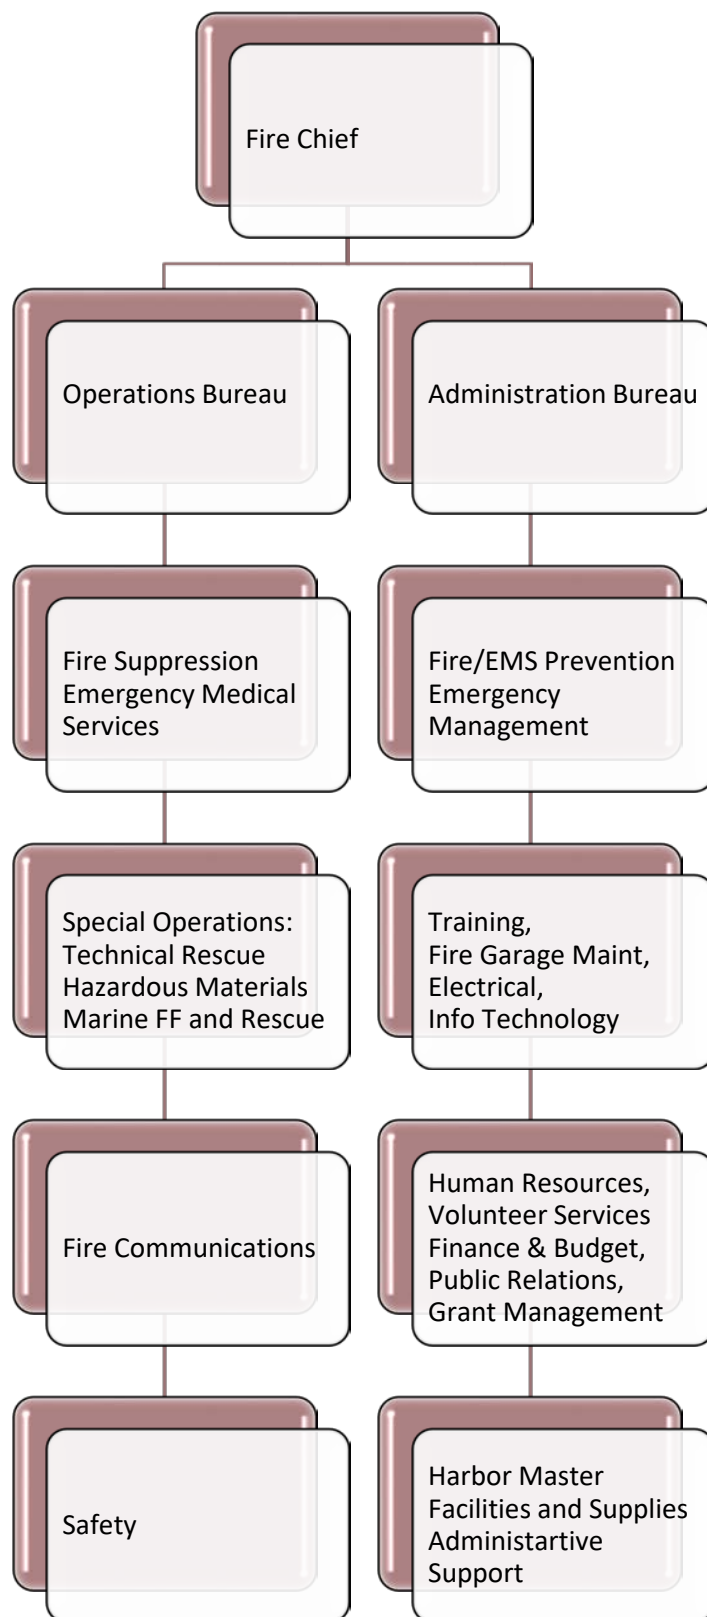 Fire Chief
Operations Bureau
Administration Bureau
Fire Suppression
Emergency Medical
Services
Fire/EMS Prevention
Emergency
Management
Special Operations:
Technical Rescue
Hazardous Materials
Marine FF and Rescue
Training,
Fire Garage Maint,
Electrical,
Info Technology
Fire Communications
Human Resources,
Volunteer Services
Finance & Budget,
Public Relations,
Grant Management
Safety
Harbor Master
Facilities and Supplies
Administartive
Support